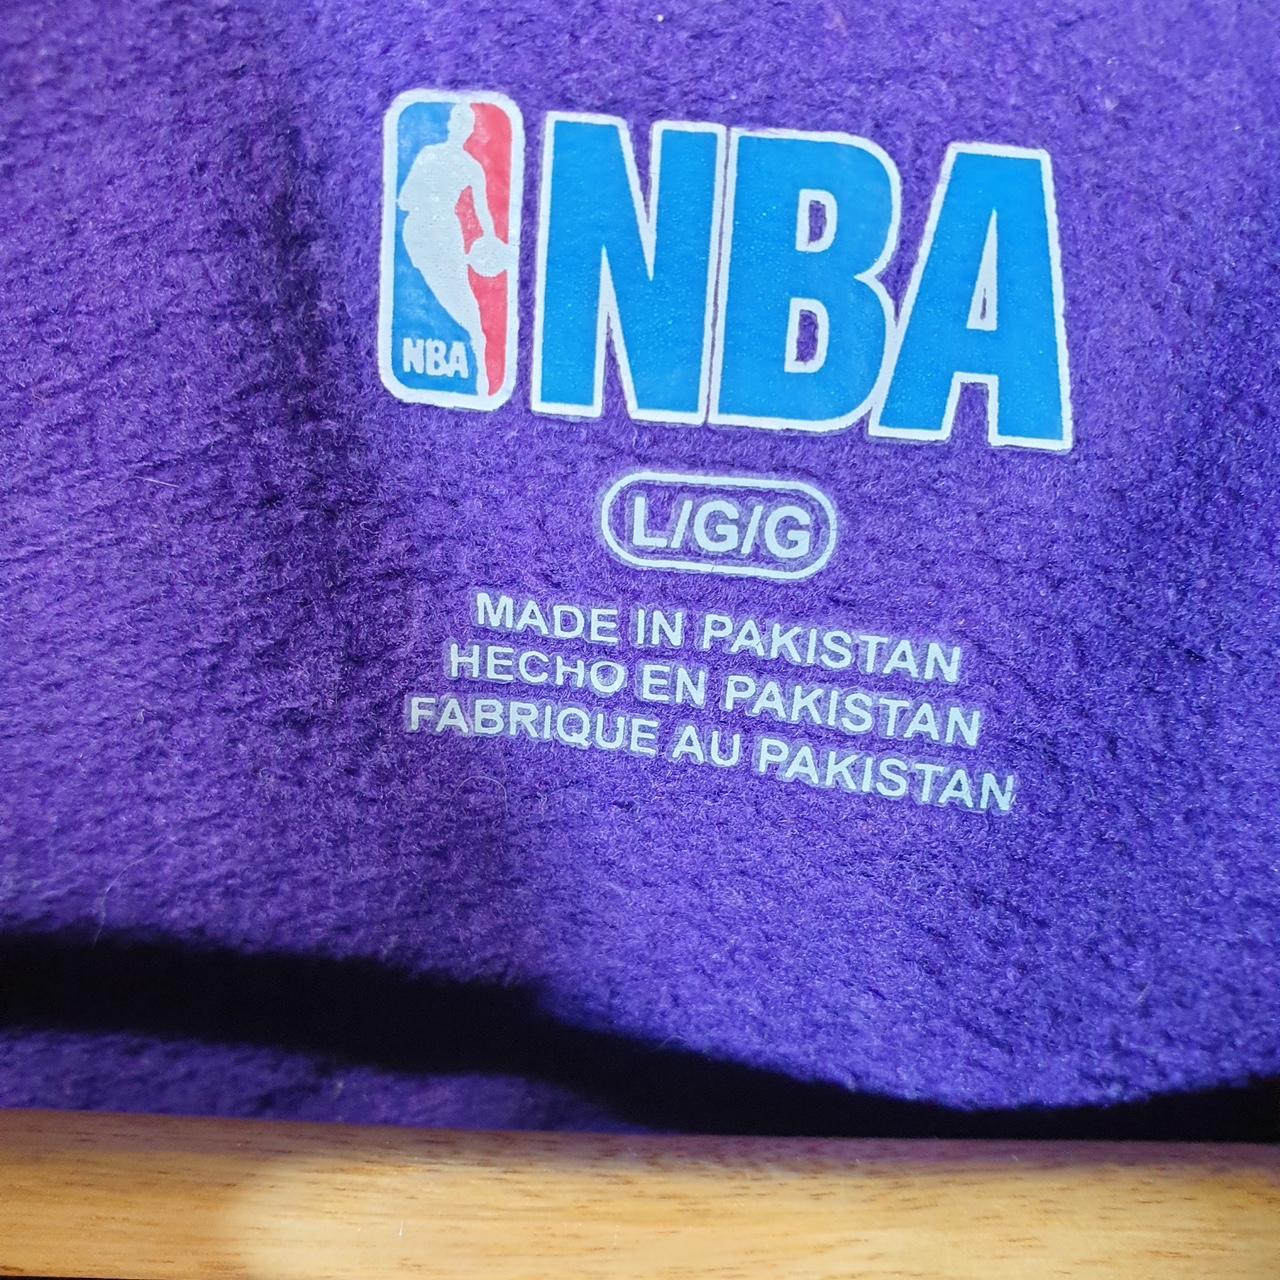 NBA
NBA
L/G/G
MADE IN PAKISTAN
HECHO EN PAKISTAN
FABRIQUE AU PAKISTAN